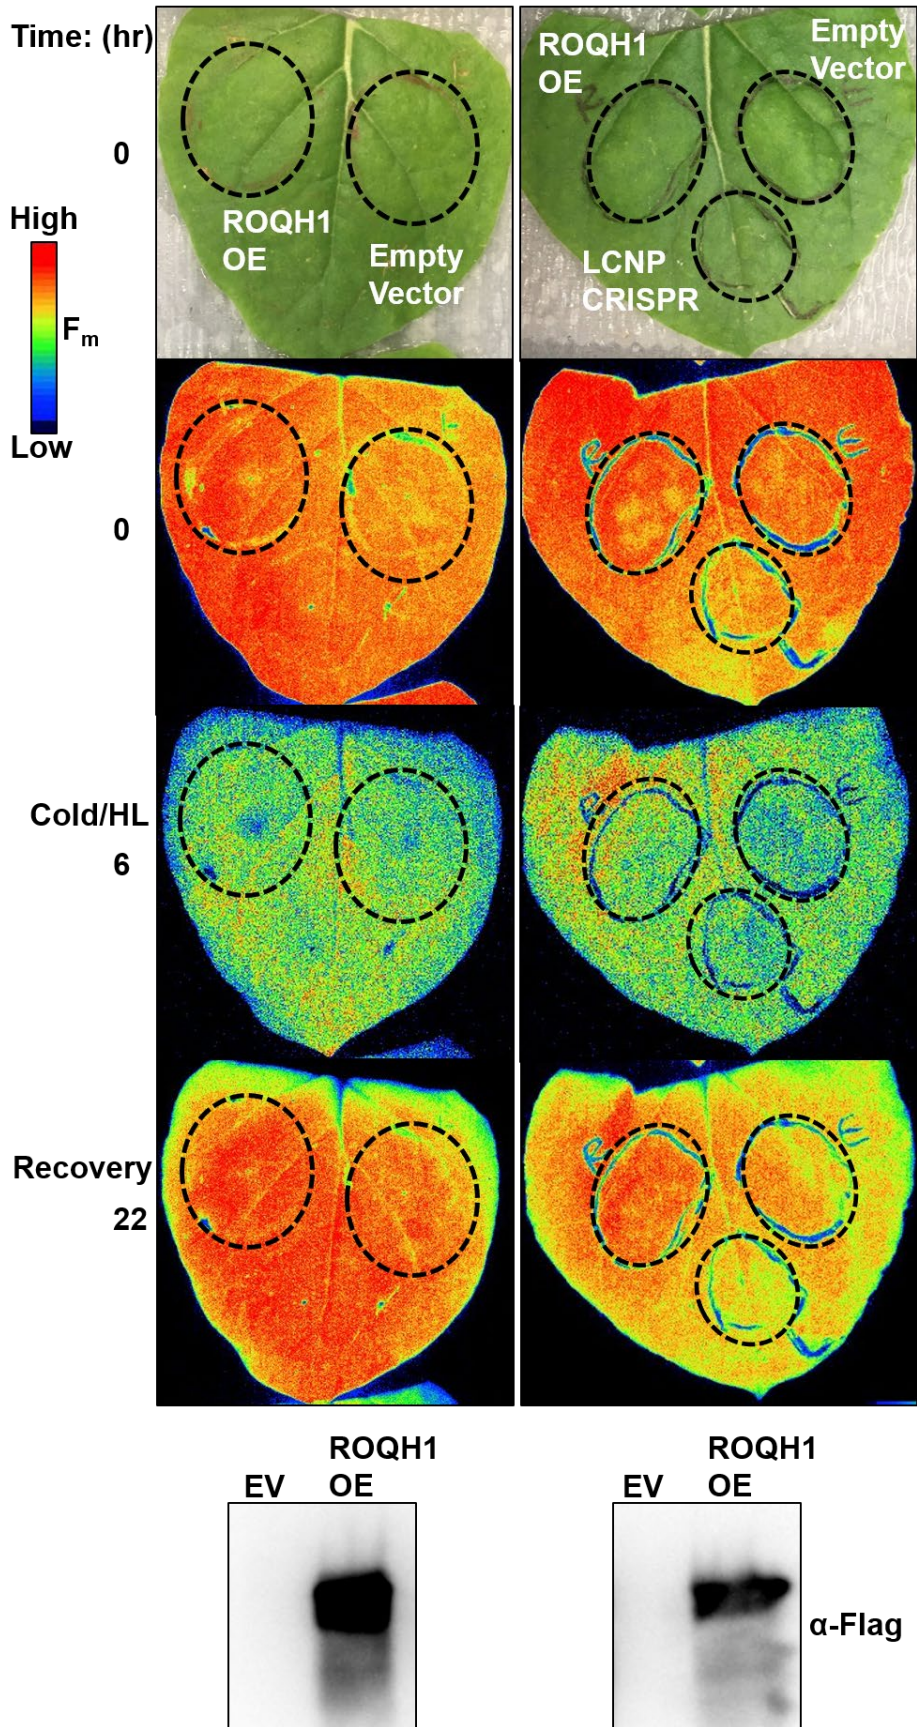 Time: (hr)
ROQH1
OE
Empty
Vector
ROQH1
OE
Empty
Vector
LCNP
CRISPR
R
E
0
High
Fm
Low
0
R
E
Cold/HL
6
R
E
Recovery
22
R
E
EV
ROQH1
OE
EV
ROQH1
OE
α-Flag